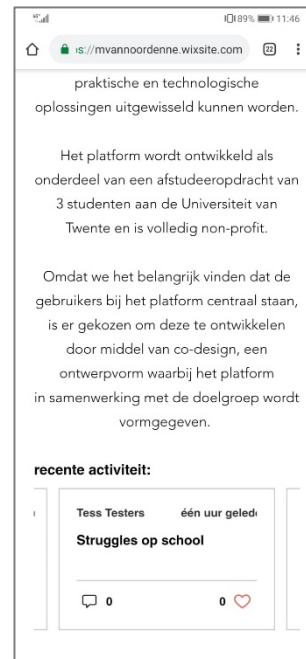 89% 11:46
s://mvannoordenne.wixsite.com 22
praktische en technologische
oplossingen uitgewisseld kunnen worden.
Het platform wordt ontwikkeld als
onderdeel van een afstudeeropdracht van
3 studenten aan de Universiteit van
Twente en is volledig non-profit.
Omdat we het belangrijk vinden dat de
gebruikers bij het platform centraal staan,
is er gekozen om deze te ontwikkelen
door middel van co-design, een
ontwerpvorm waarbij het platform
in samenwerking met de doelgroep wordt
vormgegeven.
recente activiteit:
Tess Testers één uur geled
Struggles op school
0 0